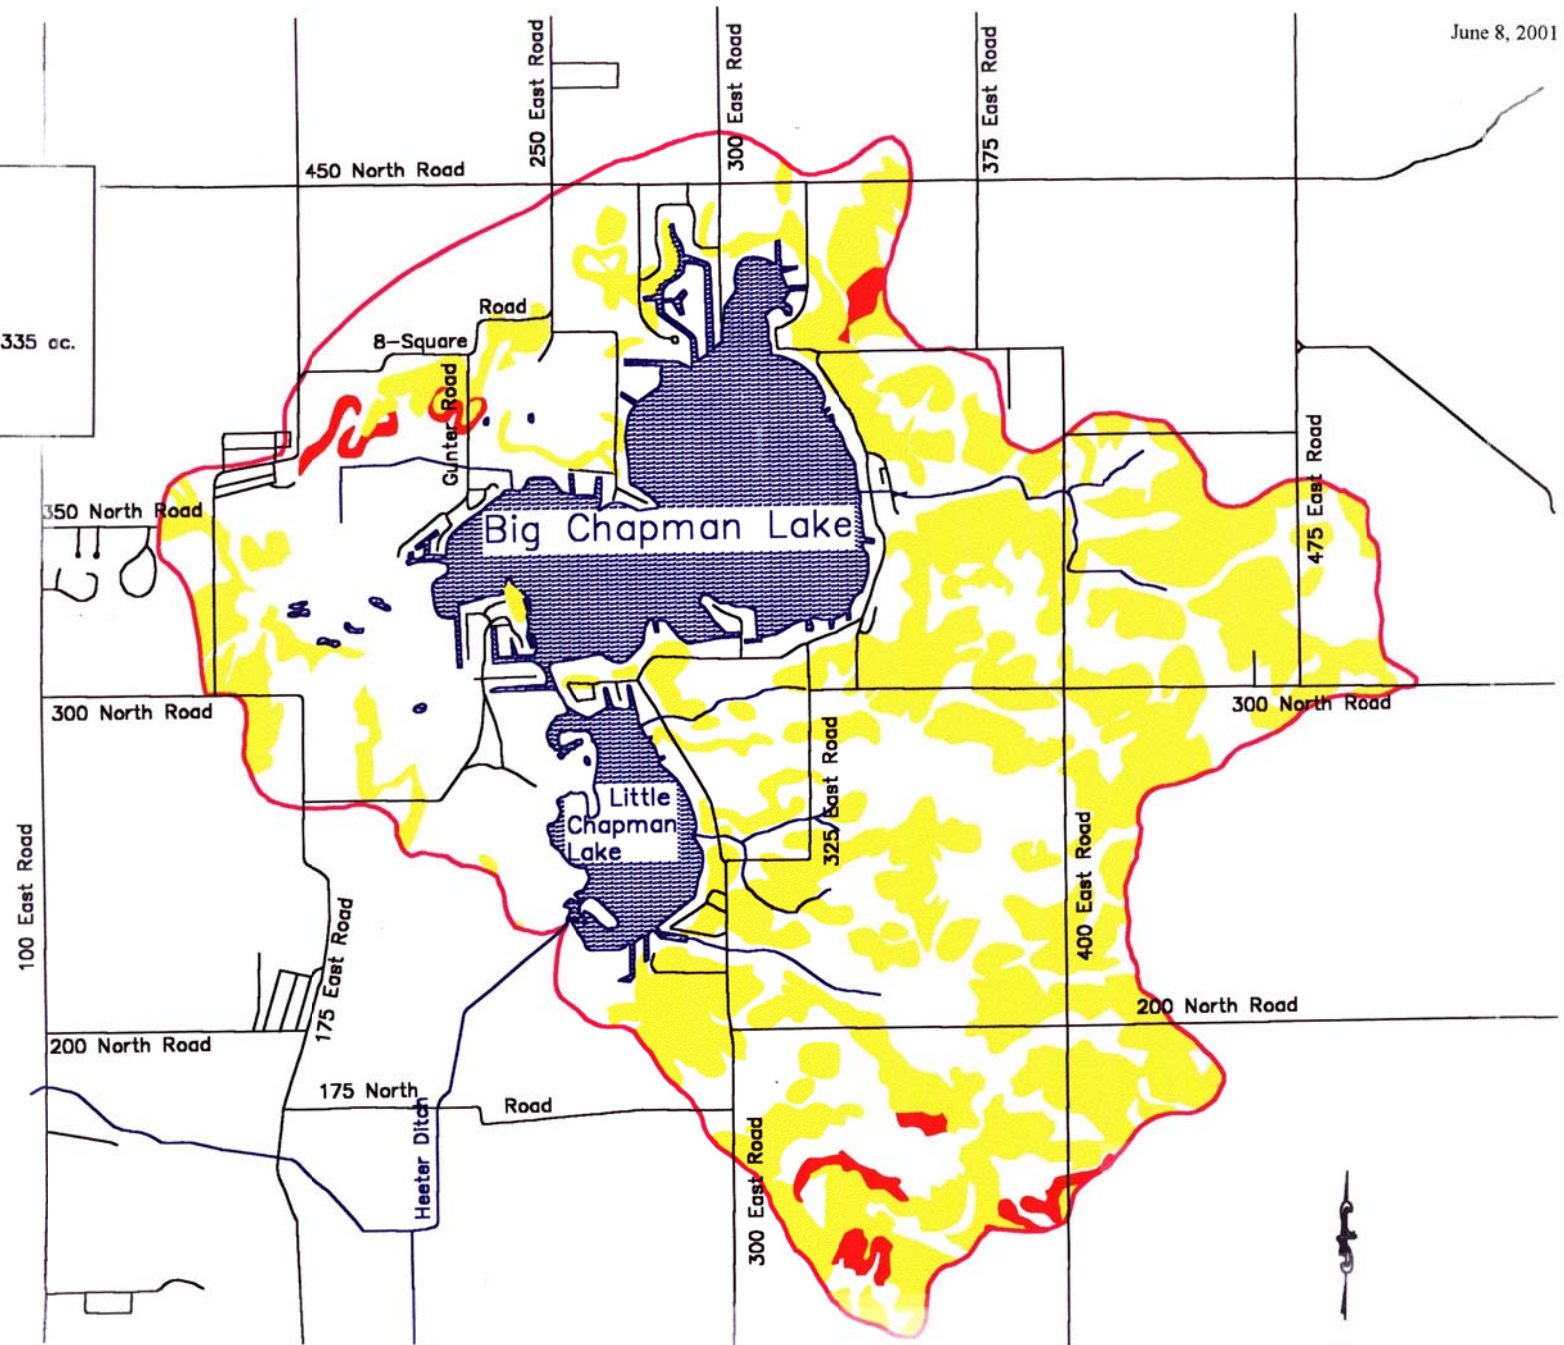 June 8, 2001
250 East Road
300 East Road
375 East Road
450 North Road
335 ac.
Road
8-Square
Gunter Road
475 East Road
350 North Road
Big Chapman Lake
300 North Road
300 North Road
325 East Road
Little
Chapman
Lake
100 East Road
400 East Road
175 East Road
200 North Road
200 North Road
175 North
Road
Heeter Ditch
300 East Road